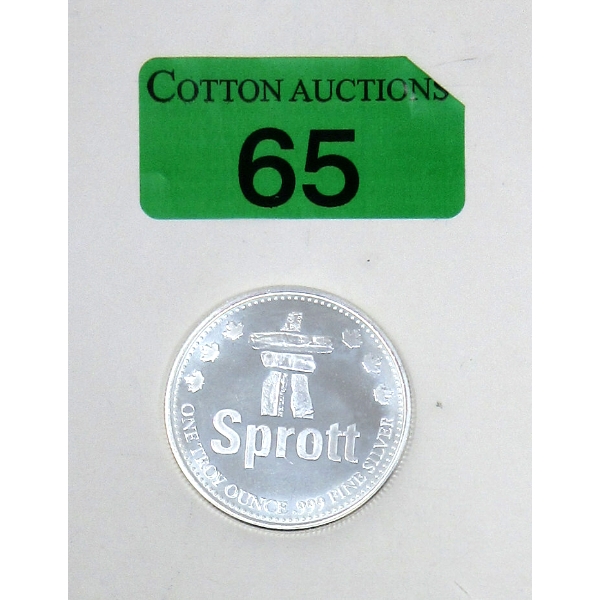 COTTON AUCTIONS
65
Sprott
ONE TROY OUNCE .999 FINE SILVER